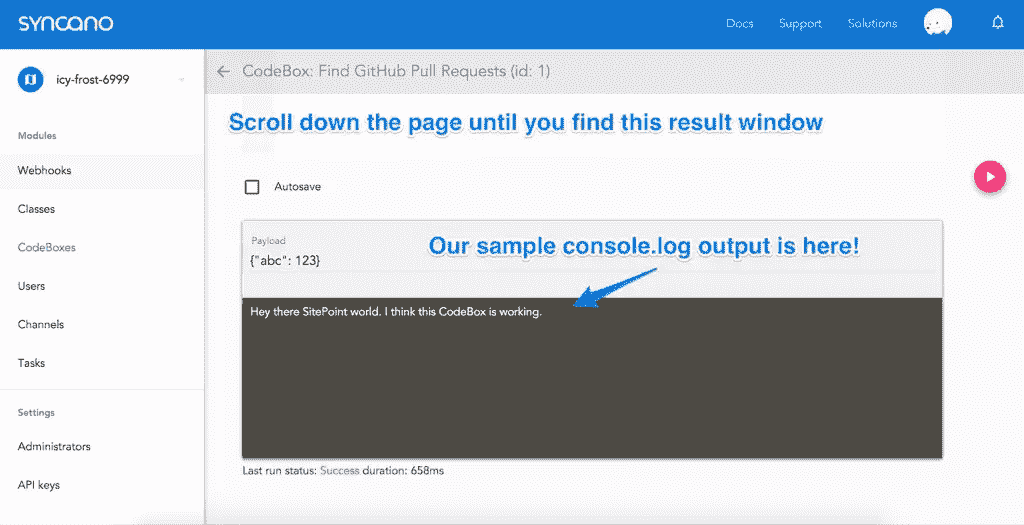 syncano
Docs Support Solutions
icy-frost-6999
CodeBox: Find GitHub Pull Requests (id: 1)
Scroll down the page until you find this result window
Modules
Webhooks
Classes
CodeBoxes
Users
Channels
Tasks
Settings
Administrators
API keys
Autosave
Payload
{"abc": 123}
Our sample console.log output is here!
Hey there SitePoint world. I think this CodeBox is working.
Last run status: Success duration: 658ms